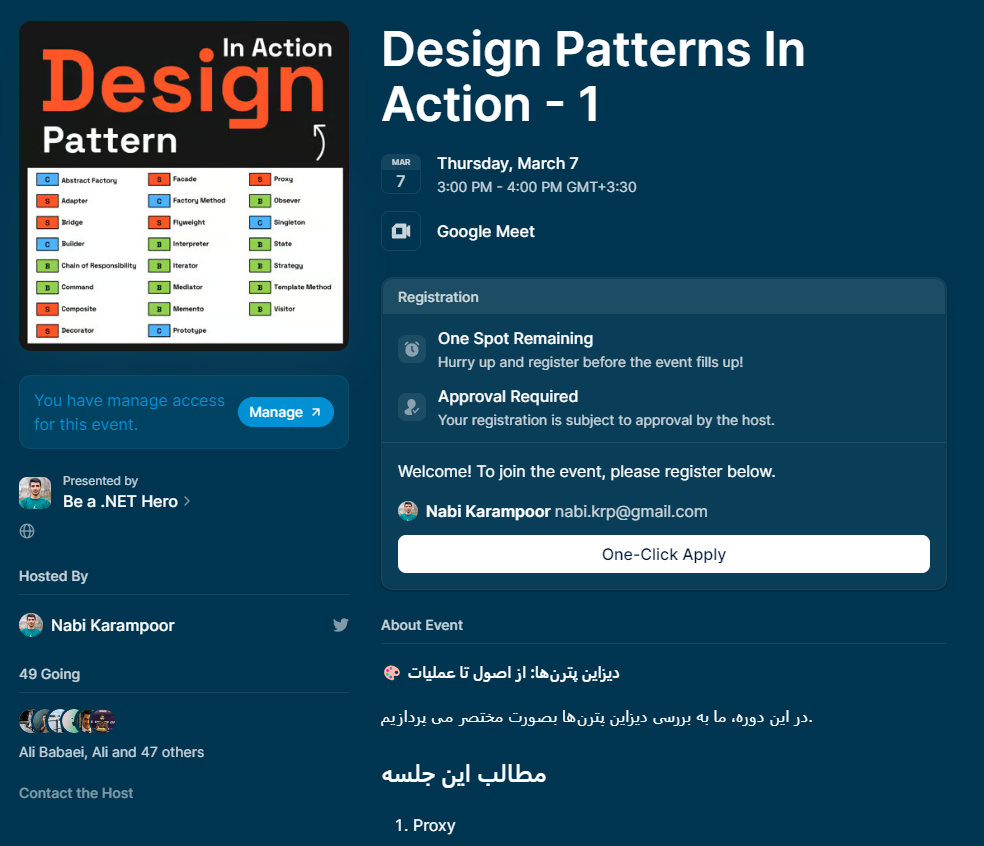 In Action
Design
Pattern
C Abstract Factory
S Adapter
S Bridge
C Builder
B Chain of Responsibility
B Command
S Composite
S Decorator
S Facade
C Factory Method
S Flyweight
B Interpreter
B Iterator
B Mediator
B Memento
C Prototype
S Proxy
B Obsever
C Singleton
B State
B Strategy
B Template Method
B Visitor
You have manage access
for this event.
Manage
Presented by
Be a .NET Hero
Hosted By
Nabi Karampoor
49 Going
Ali Babaei, Ali and 47 others
Contact the Host
Design Patterns In
Action - 1
MAR
7
Thursday, March 7
3:00 PM - 4:00 PM GMT+3:30
Google Meet
Registration
One Spot Remaining
Hurry up and register before the event fills up!
Approval Required
Your registration is subject to approval by the host.
Welcome! To join the event, please register below.
Nabi Karampoor nabi.krp@gmail.com
One-Click Apply
About Event
🎨 دیزاین پترن‌ها: از اصول تا عملیات
در این دوره، ما به بررسی دیزاین پترن‌ها بصورت مختصر می پردازیم.
مطالب این جلسه
1. Proxy